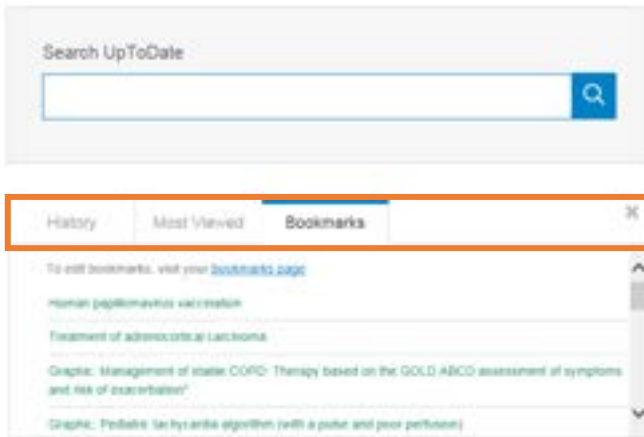 Search UpToDate
History Most Viewed Bookmarks
To edit bookmarks, visit your bookmarks page
Human papillomavirus vaccination
Treatment of adrenocortical carcinoma
Graphic: Management of stable COPD: Therapy based on the GOLD ABCD assessment of symptoms
and risk of exacerbation*
Graphic: Pediatric tachycardia algorithm (with a pulse and poor perfusion)